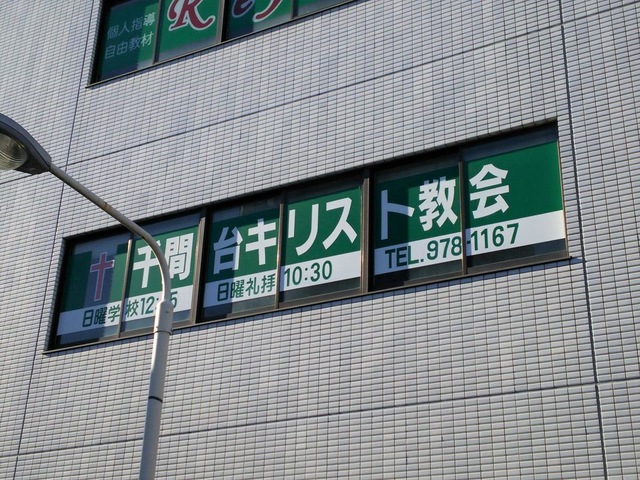 個人指導
自由教材
千間台キリスト教会
日曜学校
日曜礼拝 10:30
TEL.978-1167